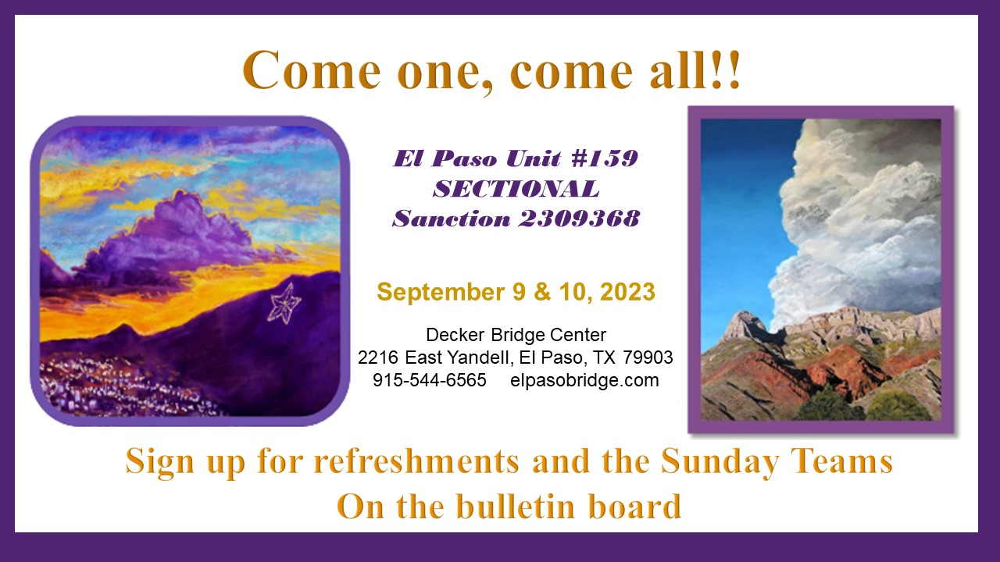 Come one, come all!!
El Paso Unit #159
SECTIONAL
Sanction 2309368
September 9 & 10, 2023
Decker Bridge Center
2216 East Yandell, El Paso, TX 79903
915-544-6565 elpasobridge.com
Sign up for refreshments and the Sunday Teams
On the bulletin board